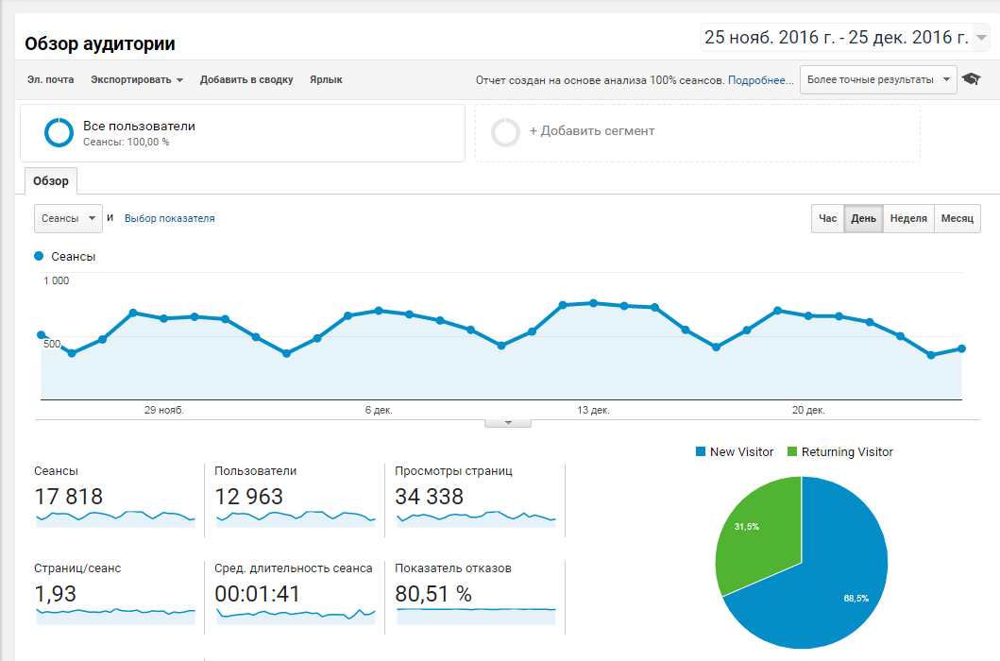 Обзор аудитории
25 нояб. 2016 г. - 25 дек. 2016 г.
Эл. почта Экспортировать Добавить в сводку Ярлык
Отчет создан на основе анализа 100% сеансов. Подробнее... Более точные результаты
Все пользователи
Сеансы: 100,00 %
+ Добавить сегмент
Обзор
Сеансы и Выбор показателя
Час День Неделя Месяц
Сеансы
1 000
500
29 нояб. 6 дек. 13 дек. 20 дек.
New Visitor Returning Visitor
Сеансы Пользователи Просмотры страниц
17 818 12 963 34 338
31,5%
Страниц/сеанс Сред. длительность сеанса Показатель отказов
1,93 00:01:41 80,51 %
68,5%